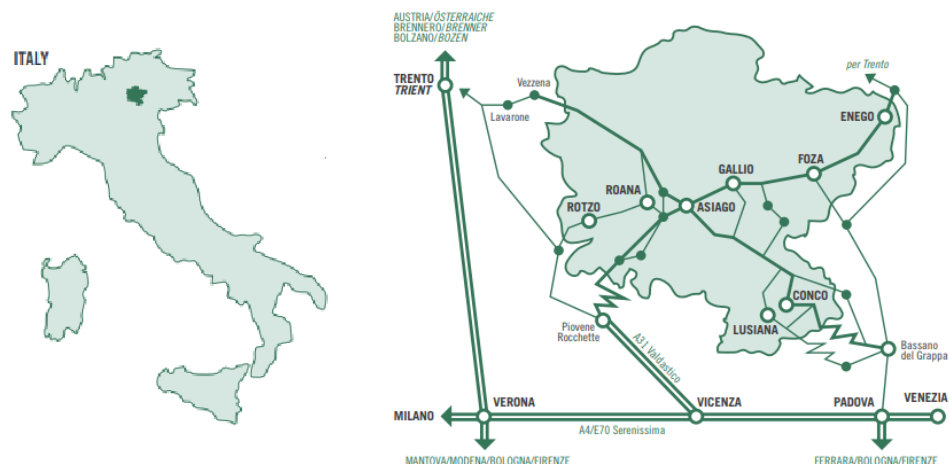 ITALY
AUSTRIA/ÖSTERRAICHE
BRENNERO/BRENNER
BOLZANO/BOZEN
TRENTO
TRIENT
Vezzena
Lavarone
per Trento
ENEGO
FOZA
GALLIO
ROANA
ASIAGO
ROTZO
CONCO
LUSIANA
Piovene
Rocchette
A31 Valdastico
Bassano
del Grappa
MILANO
VERONA
VICENZA
PADOVA
VENEZIA
A4/E70 Serenissima
MANTOVA/MODENA/BOLOGNA/FIRENZE
FERRARA/BOLOGNA/FIRENZE